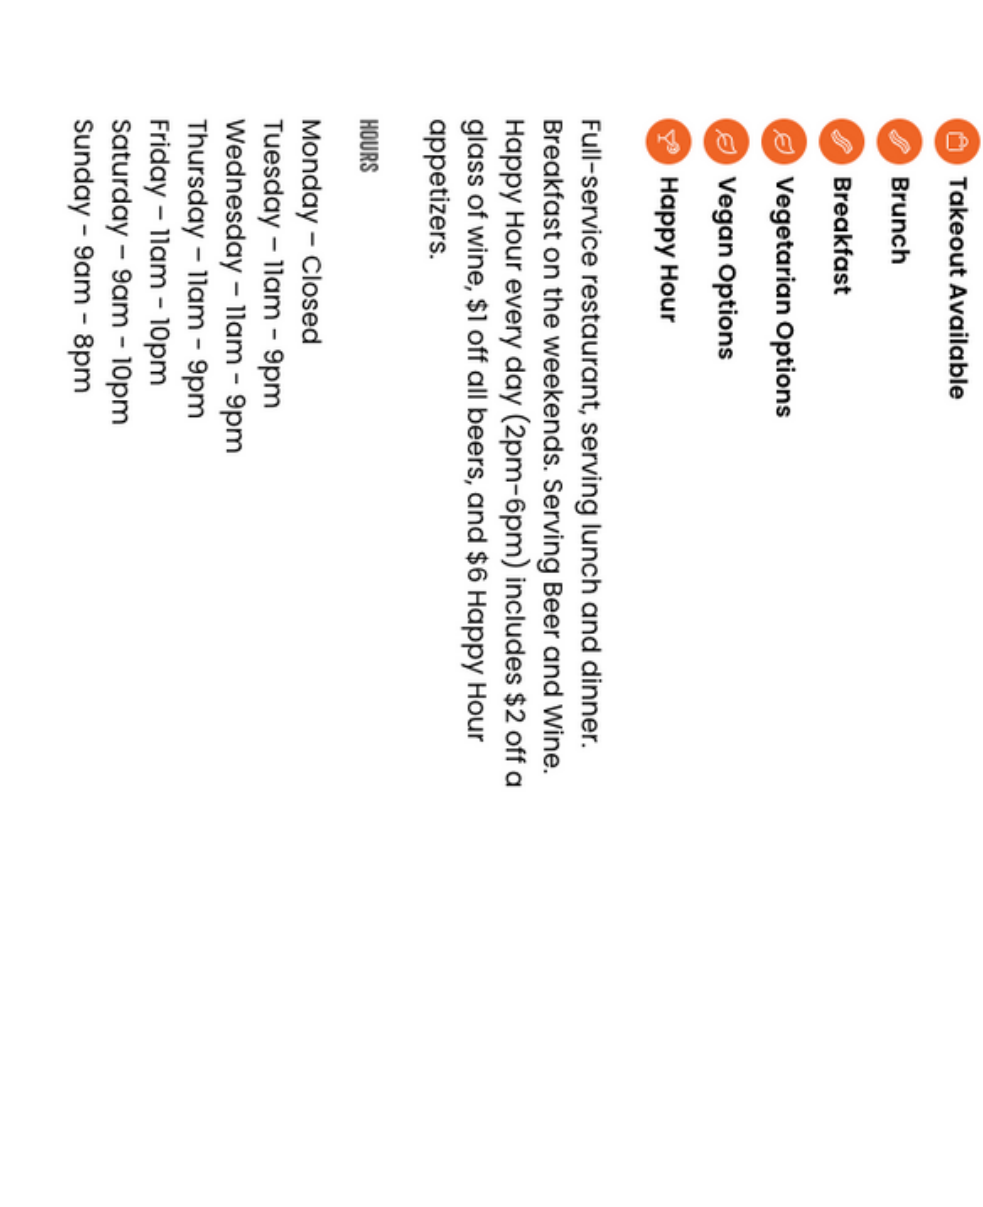 Takeout Available
Brunch
Breakfast
Vegetarian Options
Vegan Options
Happy Hour
Full-service restaurant, serving lunch and dinner.
Breakfast on the weekends. Serving Beer and Wine.
Happy Hour every day (2pm-6pm) includes $2 off a
glass of wine, $1 off all beers, and $6 Happy Hour
appetizers.
HOURS
Monday – Closed
Tuesday – 11am - 9pm
Wednesday – 11am - 9pm
Thursday – 11am - 9pm
Friday – 11am - 10pm
Saturday – 9am - 10pm
Sunday - 9am - 8pm